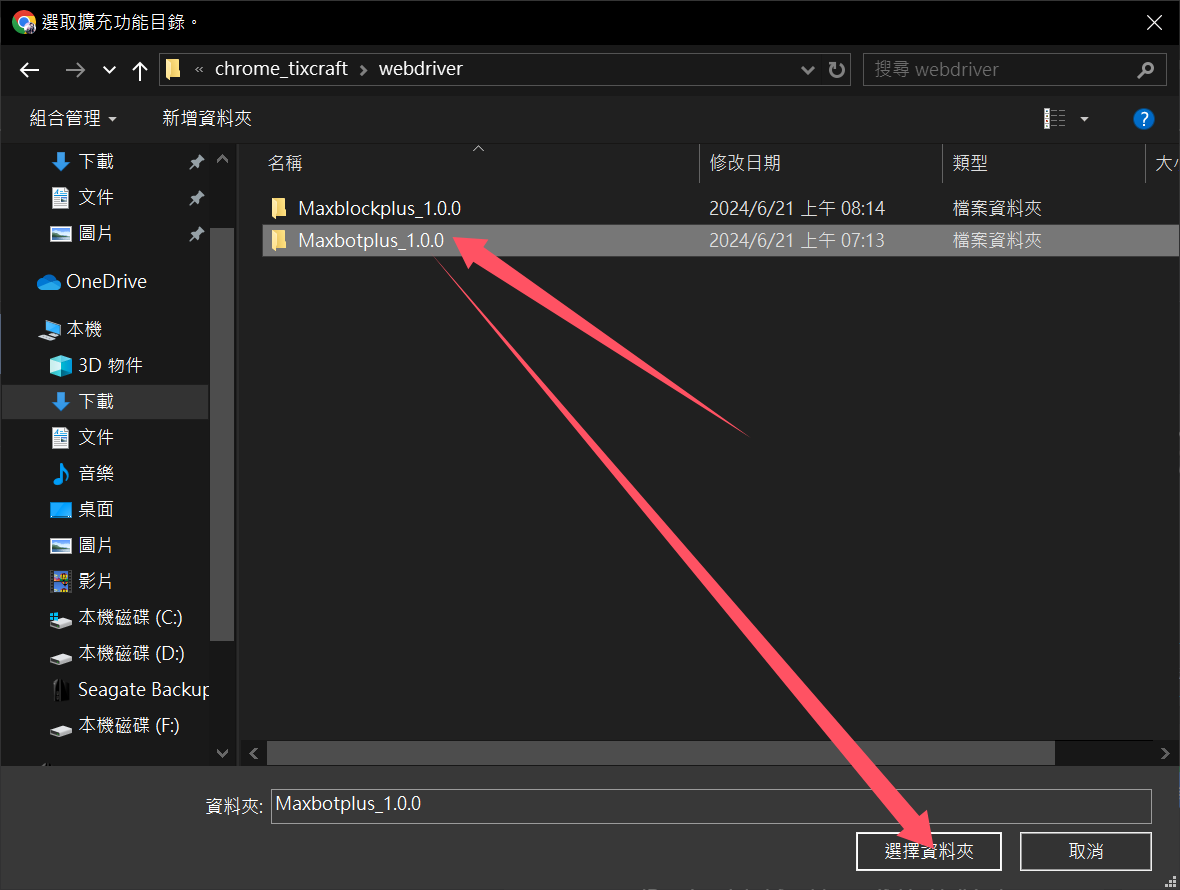 選取擴充功能目錄。
« chrome_tixcraft › webdriver
搜尋 webdriver
組合管理
新增資料夾
?
下載
文件
圖片
OneDrive
本機
3D 物件
下載
文件
音樂
桌面
圖片
影片
本機磁碟 (C:)
本機磁碟 (D:)
Seagate Backup
本機磁碟 (F:)
名稱 修改日期 類型 大小
Maxblockplus_1.0.0 2024/6/21 上午 08:14 檔案資料夾
Maxbotplus_1.0.0 2024/6/21 上午 07:13 檔案資料夾
資料夾: Maxbotplus_1.0.0
選擇資料夾 取消